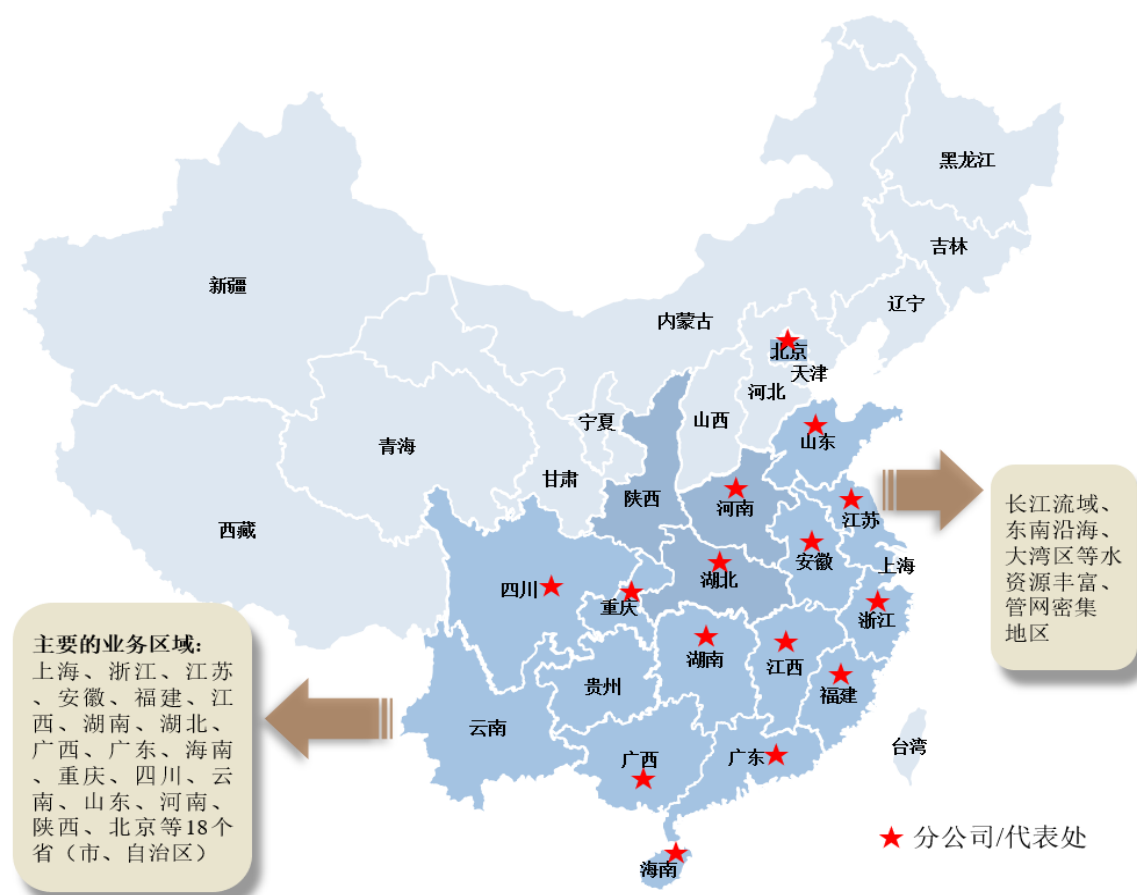 黑龙江
吉林
辽宁
新疆
内蒙古
北京
天津
河北
山西
宁夏
山东
青海
甘肃
陕西
河南
江苏
西藏
安徽
上海
四川
重庆
湖北
浙江
湖南
江西
贵州
福建
云南
广西
广东
台湾
海南
长江流域、
东南沿海、
大湾区等水
资源丰富、
管网密集
地区
主要的业务区域：
上海、浙江、江苏
、安徽、福建、江
西、湖南、湖北、
广西、广东、海南
、重庆、四川、云
南、山东、河南、
陕西、北京等18个
省（市、自治区）
分公司/代表处